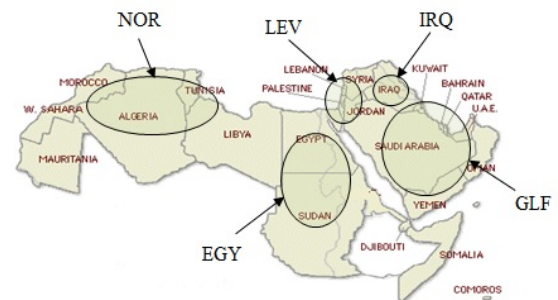 NOR
LEV
IRQ
LEBANON
SYRIA
KUWAIT
MOROCCO
TUNISIA
PALESTINE
IRAQ
BAHRAIN
W. SAHARA
ALGERIA
JORDAN
QATAR
U.A.E.
LIBYA
EGYPT
SAUDI ARABIA
MAURITANIA
OMAN
SUDAN
YEMEN
GLF
EGY
DJIBOUTI
SOMALIA
COMOROS